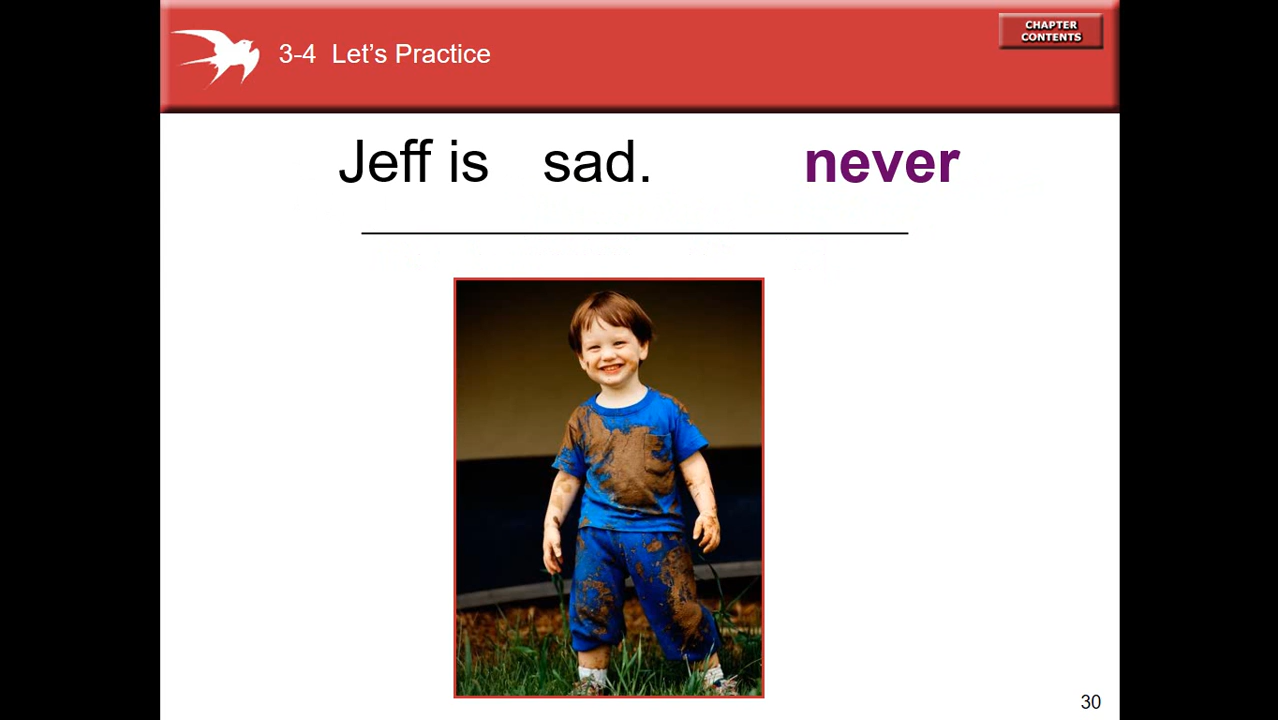 3-4 Let’s Practice
CHAPTER
CONTENTS
Jeff is sad. never
30